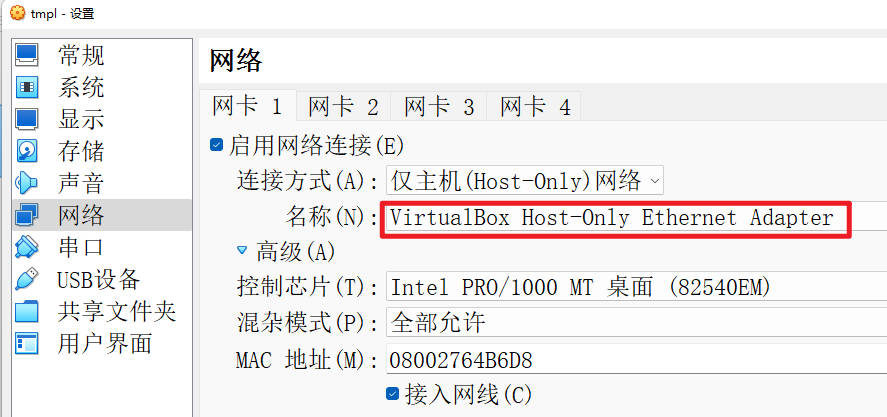 tmpl - 设置
常规
系统
显示
存储
声音
网络
串口
USB设备
共享文件夹
用户界面
网络
网卡 1 网卡 2 网卡 3 网卡 4
启用网络连接(E)
连接方式(A): 仅主机(Host-Only)网络
名称(N): VirtualBox Host-Only Ethernet Adapter
高级(A)
控制芯片(T): Intel PRO/1000 MT 桌面 (82540EM)
混杂模式(P): 全部允许
MAC 地址(M): 08002764B6D8
接入网线(C)